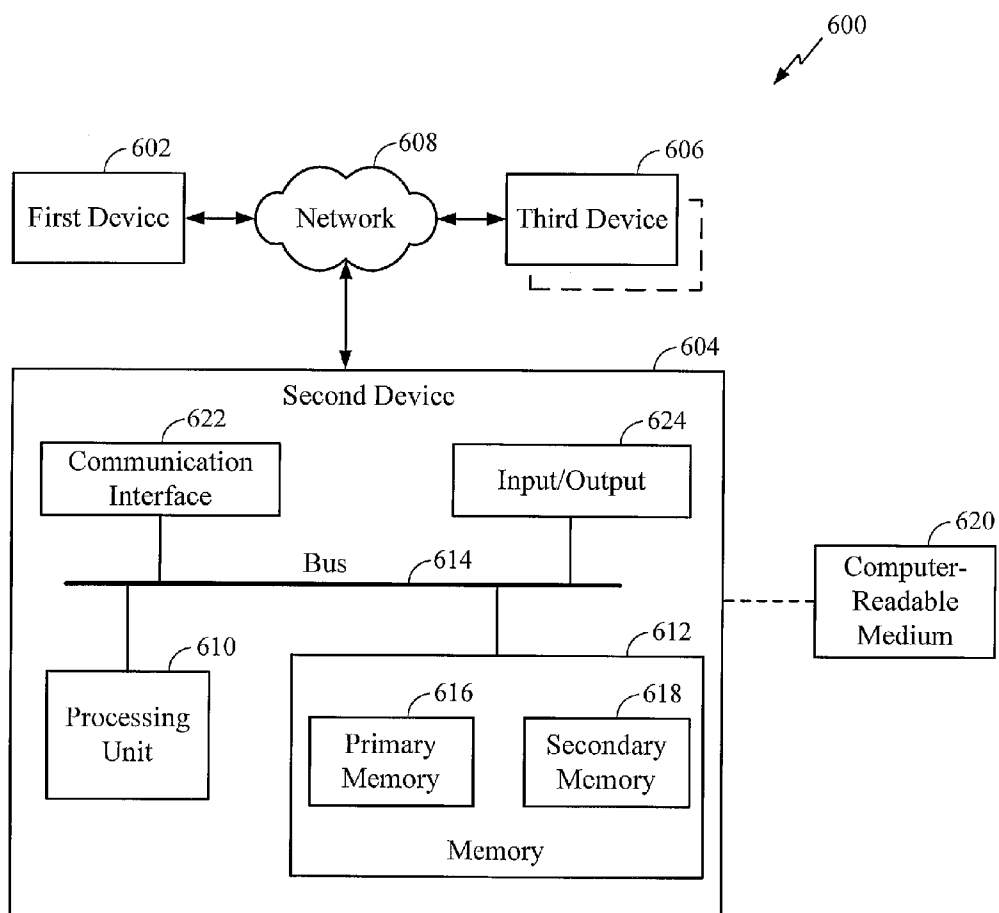 600
602
608
606
First Device
Network
Third Device
604
Second Device
622
624
Communication
Interface
Input/Output
620
Bus
614
Computer-
Readable
Medium
610
612
616
618
Processing
Unit
Primary
Memory
Secondary
Memory
Memory